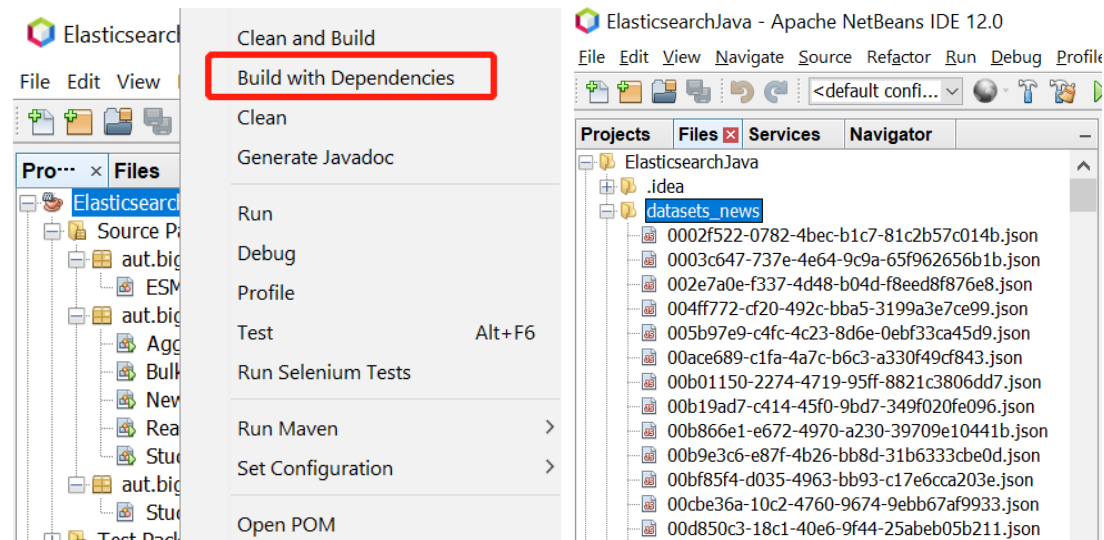 Elasticsearcl
File Edit View
Pro··· × Files
Elasticsearcl
Source Pa
aut.big
ESM
aut.big
Agg
Bulk
New
Rea
Stuc
aut.big
Stuc
Test Pack
Clean and Build
Build with Dependencies
Clean
Generate Javadoc
Run
Debug
Profile
Test Alt+F6
Run Selenium Tests
Run Maven
Set Configuration
Open POM
ElasticsearchJava - Apache NetBeans IDE 12.0
File Edit View Navigate Source Refactor Run Debug Profile
<default confi...
Projects Files Services Navigator
ElasticsearchJava
.idea
datasets_news
0002f522-0782-4bec-b1c7-81c2b57c014b.json
0003c647-737e-4e64-9c9a-65f962656b1b.json
002e7a0e-f337-4d48-b04d-f8eed8f876e8.json
004ff772-cf20-492c-bba5-3199a3e7ce99.json
005b97e9-c4fc-4c23-8d6e-0ebf33ca45d9.json
00ace689-c1fa-4a7c-b6c3-a330f49cf843.json
00b01150-2274-4719-95ff-8821c3806dd7.json
00b19ad7-c414-45f0-9bd7-349f020fe096.json
00b866e1-e672-4970-a230-39709e10441b.json
00b9e3c6-e87f-4b26-bb8d-31b6333cbe0d.json
00bf85f4-d035-4963-bb93-c17e6cca203e.json
00cbe36a-10c2-4760-9674-9ebb67af9933.json
00d850c3-18c1-40e6-9f44-25abeb05b211.json